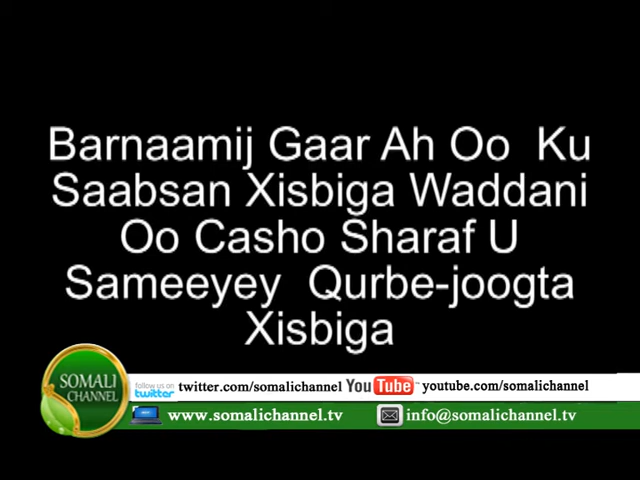 Barnaamij Gaar Ah Oo Ku
Saabsan Xisbiga Waddani
Oo Casho Sharaf U
Sameeyey Qurbe-joogta
Xisbiga
SOMALI
CHANNEL
follow us on
twitter
twitter.com/somalichannel
YouTube
youtube.com/somalichannel
www.somalichannel.tv
info@somalichannel.tv